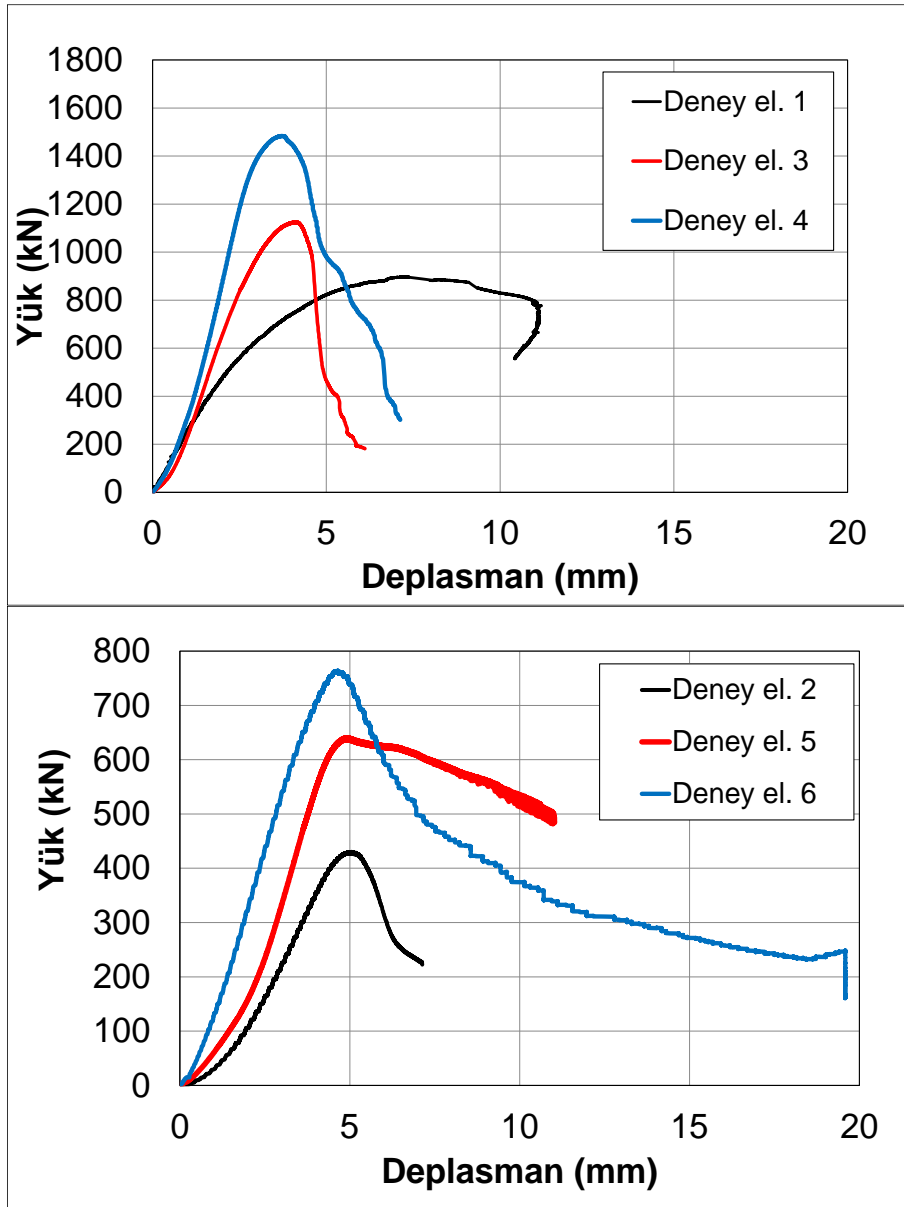 1800
1600
1400
1200
1000
800
600
400
200
0
Yük (kN)
Deney el. 1
Deney el. 3
Deney el. 4
0 5 10 15 20
Deplasman (mm)
800
700
600
500
400
300
200
100
0
Yük (kN)
Deney el. 2
Deney el. 5
Deney el. 6
0 5 10 15 20
Deplasman (mm)